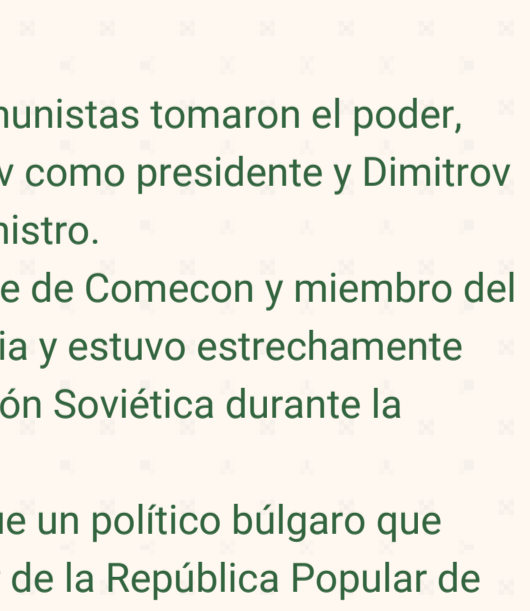 munistas tomaron el poder,
v como presidente y Dimitrov
nistro.
e de Comecon y miembro del
ia y estuvo estrechamente
ón Soviética durante la
ue un político búlgaro que
de la República Popular de